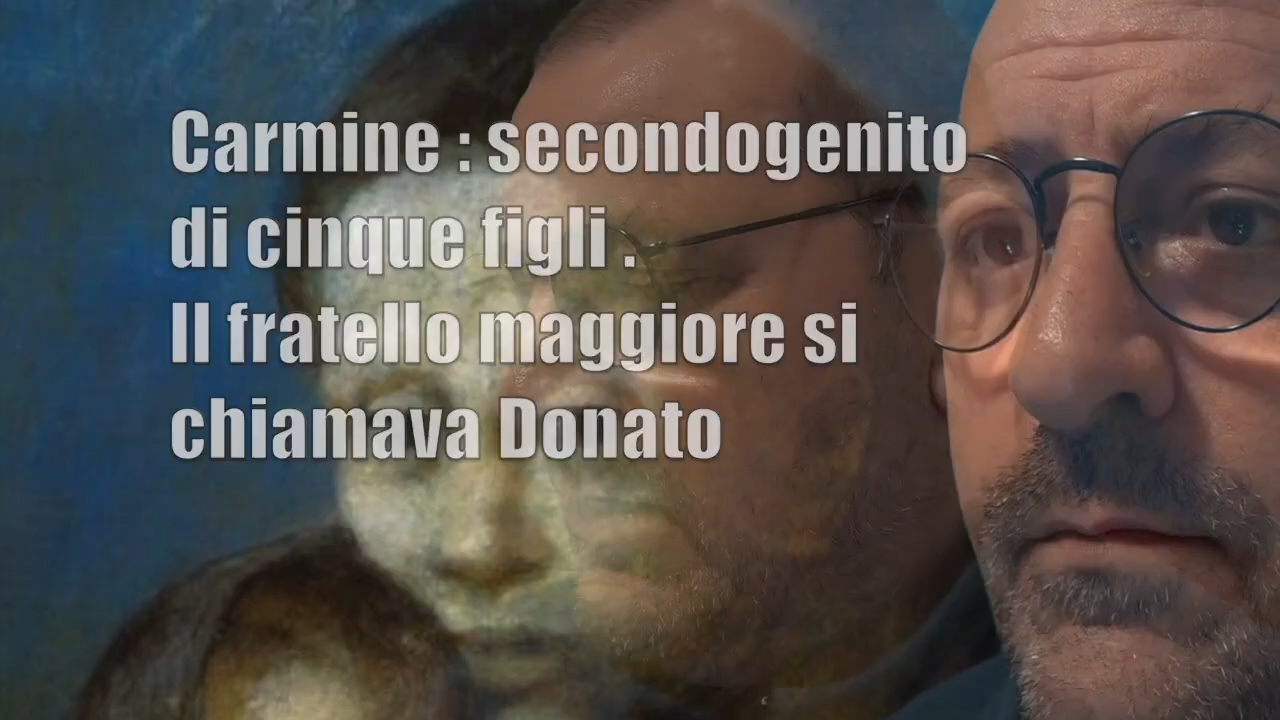 Carmine : secondogenito
di cinque figli .
Il fratello maggiore si
chiamava Donato